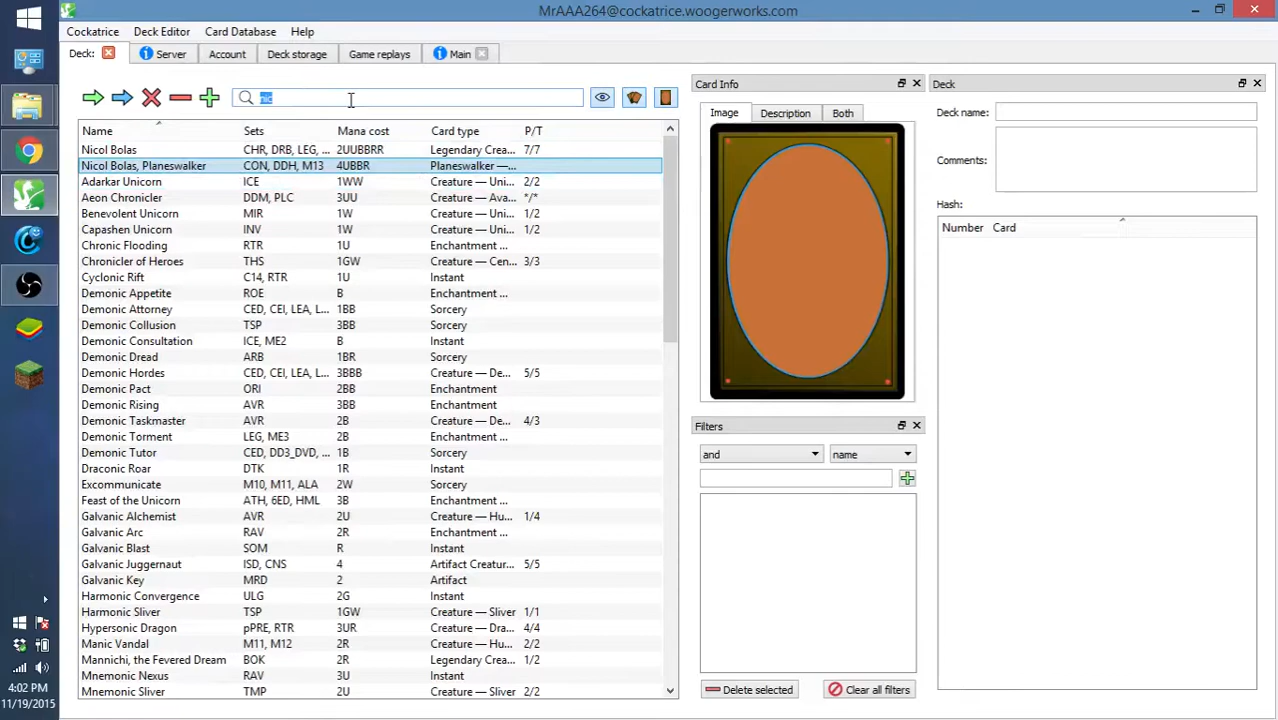 MrAAA264@cockatrice.woogerworks.com
Cockatrice Deck Editor Card Database Help
Deck: Server Account Deck storage Game replays Main
nic
Name Sets Mana cost Card type P/T
Nicol Bolas CHR, DRB, LEG, ... 2UUBBRR Legendary Crea... 7/7
Nicol Bolas, Planeswalker CON, DDH, M13 4UBBR Planeswalker —...
Adarkar Unicorn ICE 1WW Creature — Uni... 2/2
Aeon Chronicler DDM, PLC 3UU Creature — Ava... */*
Benevolent Unicorn MIR 1W Creature — Uni... 1/2
Capashen Unicorn INV 1W Creature — Uni... 1/2
Chronic Flooding RTR 1U Enchantment ...
Chronicler of Heroes THS 1GW Creature — Cen... 3/3
Cyclonic Rift C14, RTR 1U Instant
Demonic Appetite ROE B Enchantment ...
Demonic Attorney CED, CEI, LEA, L... 1BB Sorcery
Demonic Collusion TSP 3BB Sorcery
Demonic Consultation ICE, ME2 B Instant
Demonic Dread ARB 1BR Sorcery
Demonic Hordes CED, CEI, LEA, L... 3BBB Creature — De... 5/5
Demonic Pact ORI 2BB Enchantment
Demonic Rising AVR 3BB Enchantment
Demonic Taskmaster AVR 2B Creature — De... 4/3
Demonic Torment LEG, ME3 2B Enchantment ...
Demonic Tutor CED, DD3_DVD, ... 1B Sorcery
Draconic Roar DTK 1R Instant
Excommunicate M10, M11, ALA 2W Sorcery
Feast of the Unicorn ATH, 6ED, HML 3B Enchantment ...
Galvanic Alchemist AVR 2U Creature — Hu... 1/4
Galvanic Arc RAV 2R Enchantment ...
Galvanic Blast SOM R Instant
Galvanic Juggernaut ISD, CNS 4 Artifact Creatur... 5/5
Galvanic Key MRD 2 Artifact
Harmonic Convergence ULG 2G Instant
Harmonic Sliver TSP 1GW Creature — Sliver 1/1
Hypersonic Dragon pPRE, RTR 3UR Creature — Dra... 4/4
Manic Vandal M11, M12 2R Creature — Hu... 2/2
Mannichi, the Fevered Dream BOK 2R Legendary Crea... 1/2
Mnemonic Nexus RAV 3U Instant
Mnemonic Sliver TMP 2U Creature — Sliver 2/2
Card Info
Image Description Both
Filters
and name
Delete selected Clear all filters
Deck
Deck name:
Comments:
Hash:
Number Card
4:02 PM
11/19/2015